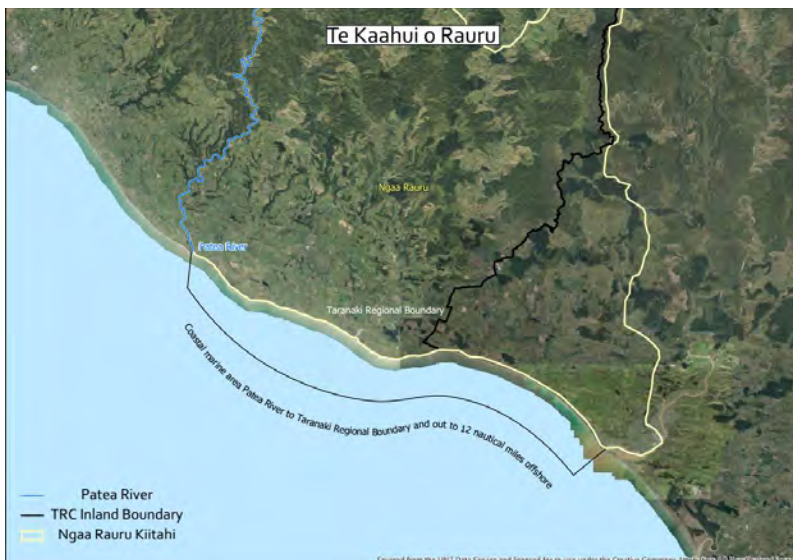 Te Kaahui o Rauru
Ngaa Rauru
Patea River
Taranaki Regional Boundary
Coastal marine area Patea River to Taranaki Regional Boundary and out to 12 nautical miles offshore
Patea River
TRC Inland Boundary
Ngaa Rauru Kiitahi